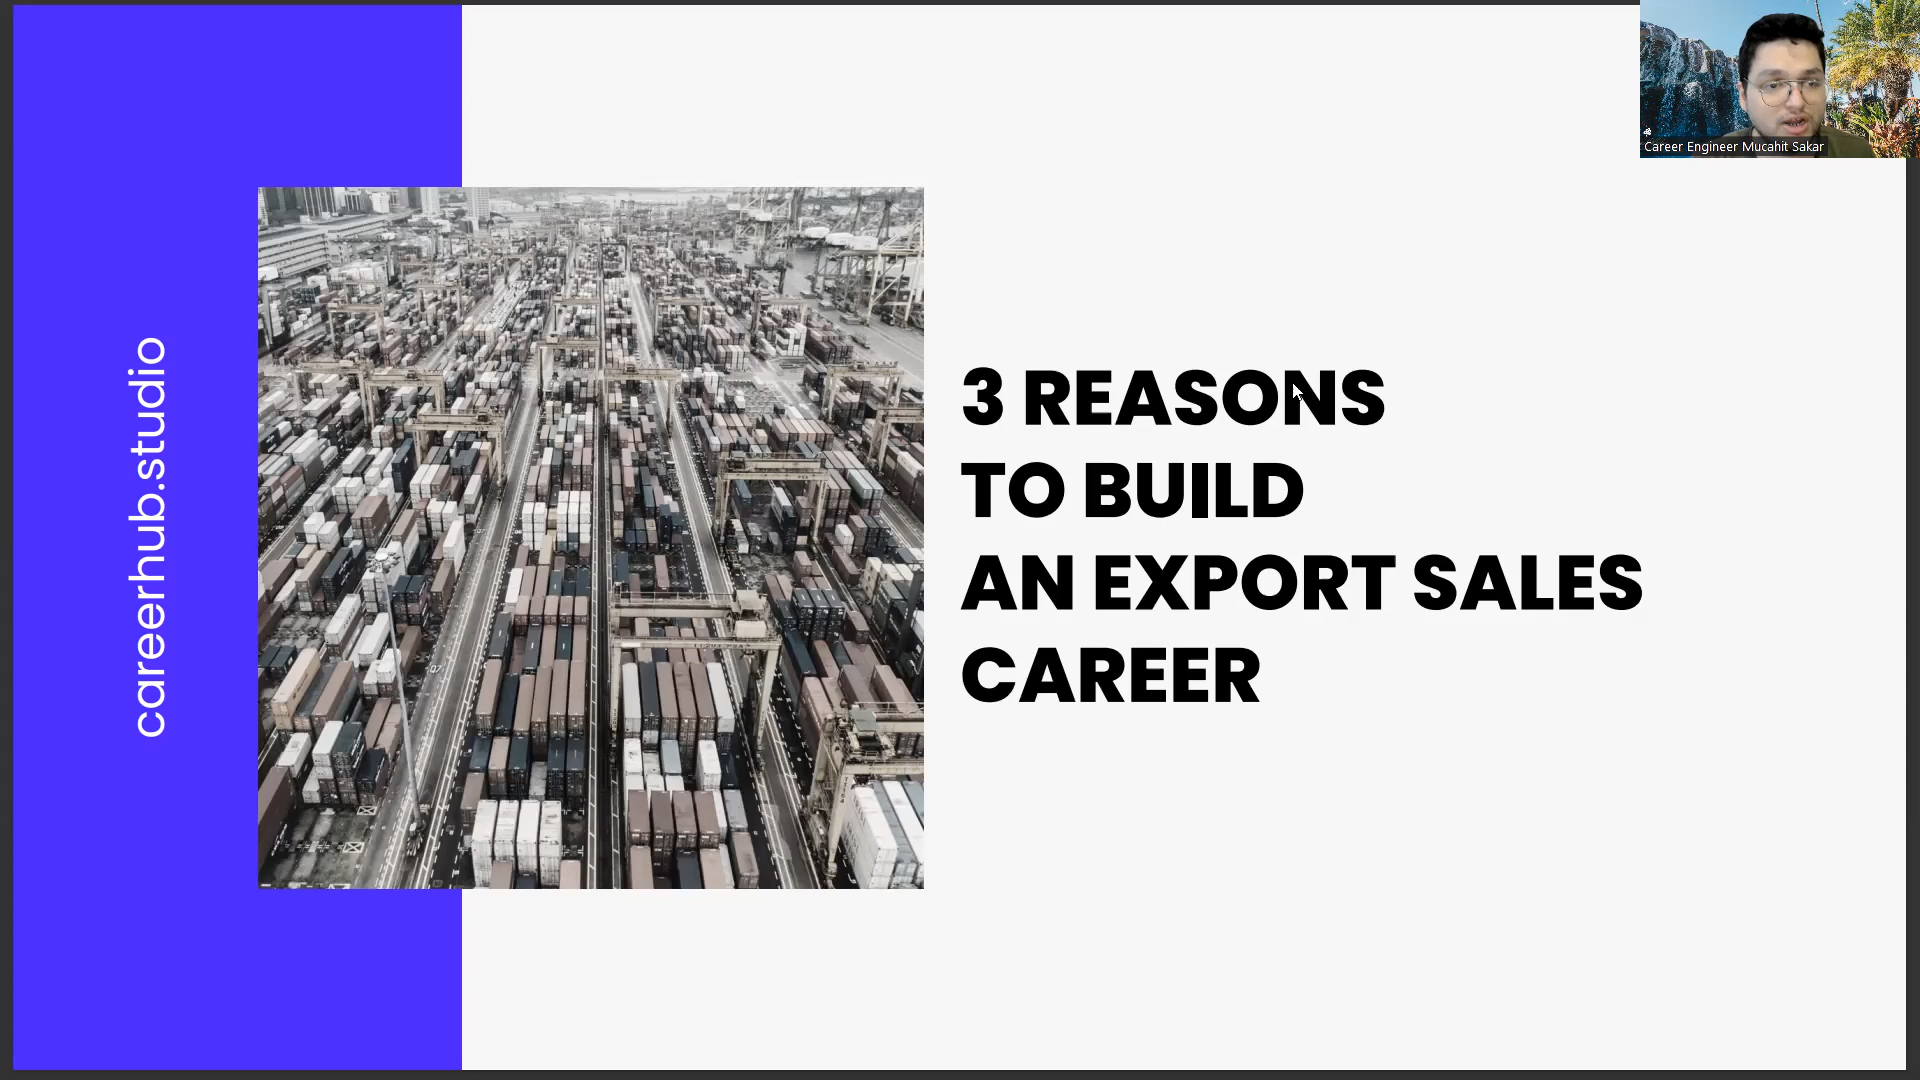 careerhub.studio
3 REASONS
TO BUILD
AN EXPORT SALES
CAREER
Career Engineer Mucahit Sakar